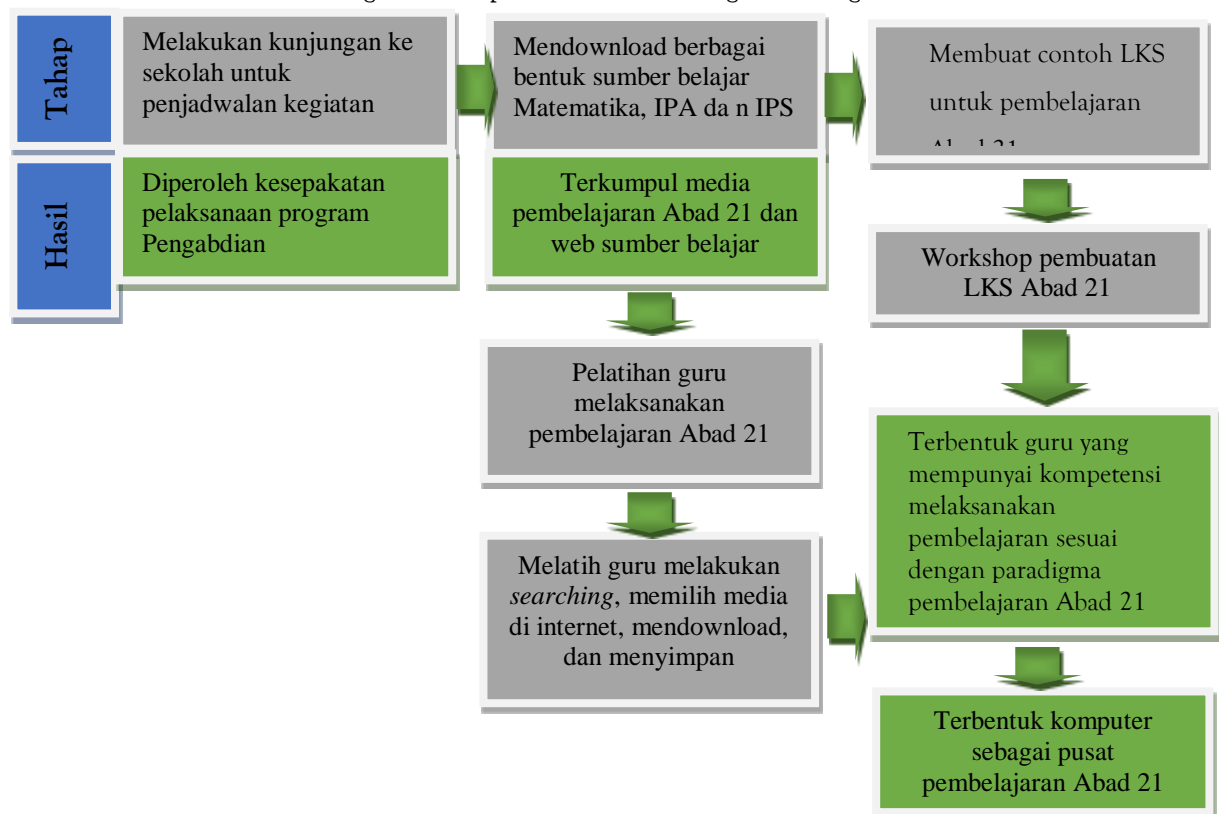 Tahap
Melakukan kunjungan ke
sekolah untuk
penjadwalan kegiatan
Mendownload berbagai
bentuk sumber belajar
Matematika, IPA da n IPS
Membuat contoh LKS
untuk pembelajaran
Hasil
Diperoleh kesepakatan
pelaksanaan program
Pengabdian
Terkumpul media
pembelajaran Abad 21 dan
web sumber belajar
Workshop pembuatan
LKS Abad 21
Pelatihan guru
melaksanakan
pembelajaran Abad 21
Terbentuk guru yang
mempunyai kompetensi
melaksanakan
pembelajaran sesuai
dengan paradigma
pembelajaran Abad 21
Melatih guru melakukan
searching, memilih media
di internet, mendownload,
dan menyimpan
Terbentuk komputer
sebagai pusat
pembelajaran Abad 21